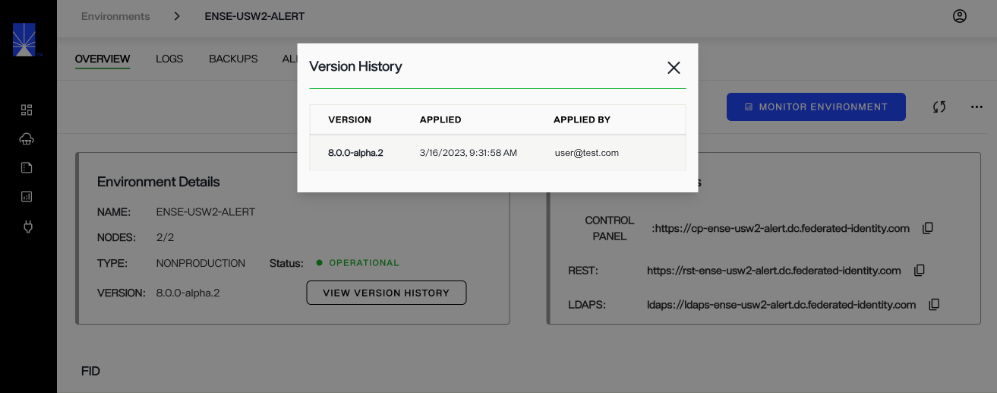 Environments > ENSE-USW2-ALERT
OVERVIEW LOGS BACKUPS
Version History
MONITOR ENVIRONMENT
VERSION APPLIED APPLIED BY
8.0.0-alpha.2 3/16/2023, 9:31:58 AM user@test.com
Environment Details
NAME: ENSE-USW2-ALERT
NODES: 2/2
TYPE: NONPRODUCTION Status: OPERATIONAL
VERSION: 8.0.0-alpha.2 VIEW VERSION HISTORY
CONTROL
PANEL :https://cp-ense-usw2-alert.dc.federated-identity.com
REST: https://rst-ense-usw2-alert.dc.federated-identity.com
LDAPS: ldaps://ldaps-ense-usw2-alert.dc.federated-identity.com
FID